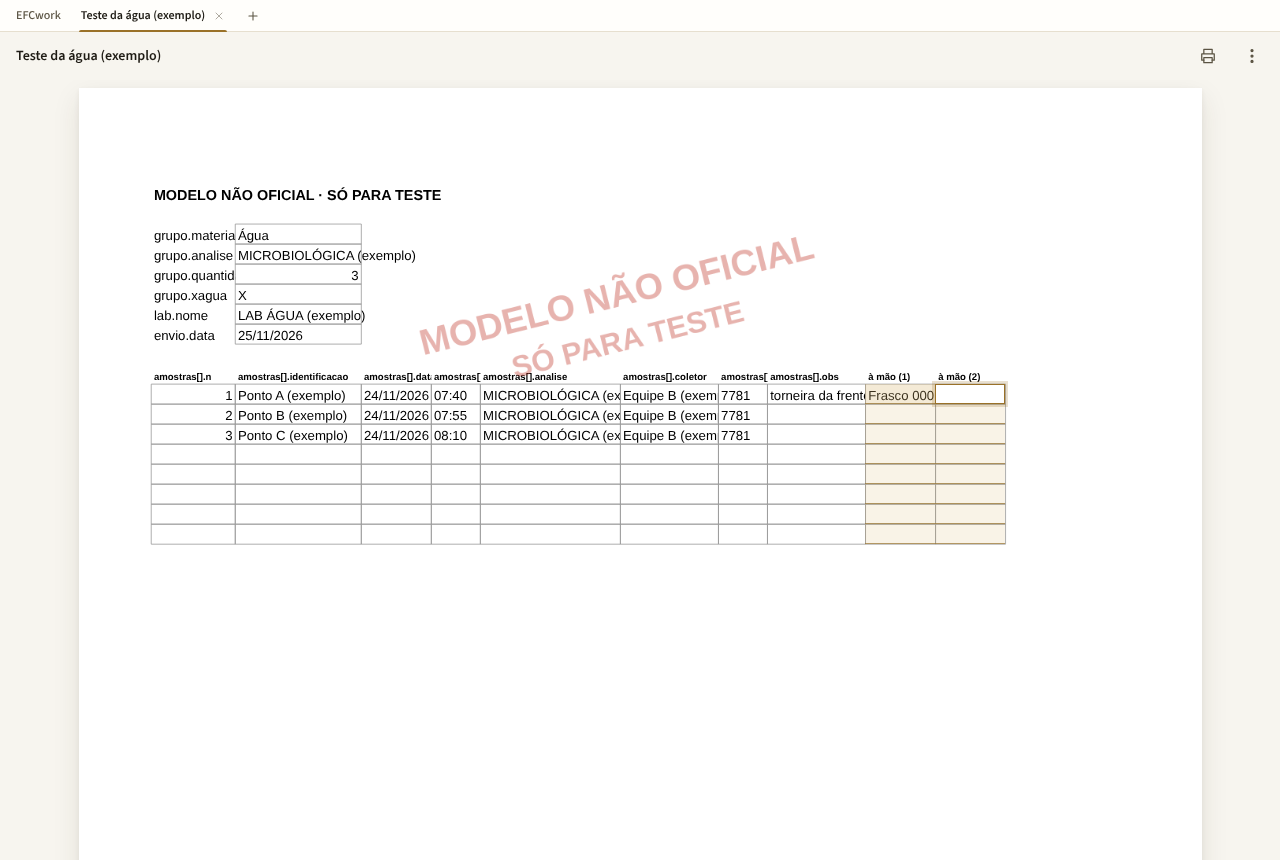 EFCwork Teste da água (exemplo)
Teste da água (exemplo)
MODELO NÃO OFICIAL · SÓ PARA TESTE
grupo.materia Água
grupo.analise MICROBIOLÓGICA (exemplo)
grupo.quantid 3
grupo.xagua X
lab.nome LAB ÁGUA (exemplo)
envio.data 25/11/2026
MODELO NÃO OFICIAL
SÓ PARA TESTE
amostras[].n amostras[].identificacao amostras[].dat amostras[ amostras[].analise amostras[].coletor amostras[ amostras[].obs à mão (1) à mão (2)
1 Ponto A (exemplo) 24/11/2026 07:40 MICROBIOLÓGICA (ex Equipe B (exem 7781 torneira da frente Frasco 000
2 Ponto B (exemplo) 24/11/2026 07:55 MICROBIOLÓGICA (ex Equipe B (exem 7781
3 Ponto C (exemplo) 24/11/2026 08:10 MICROBIOLÓGICA (ex Equipe B (exem 7781